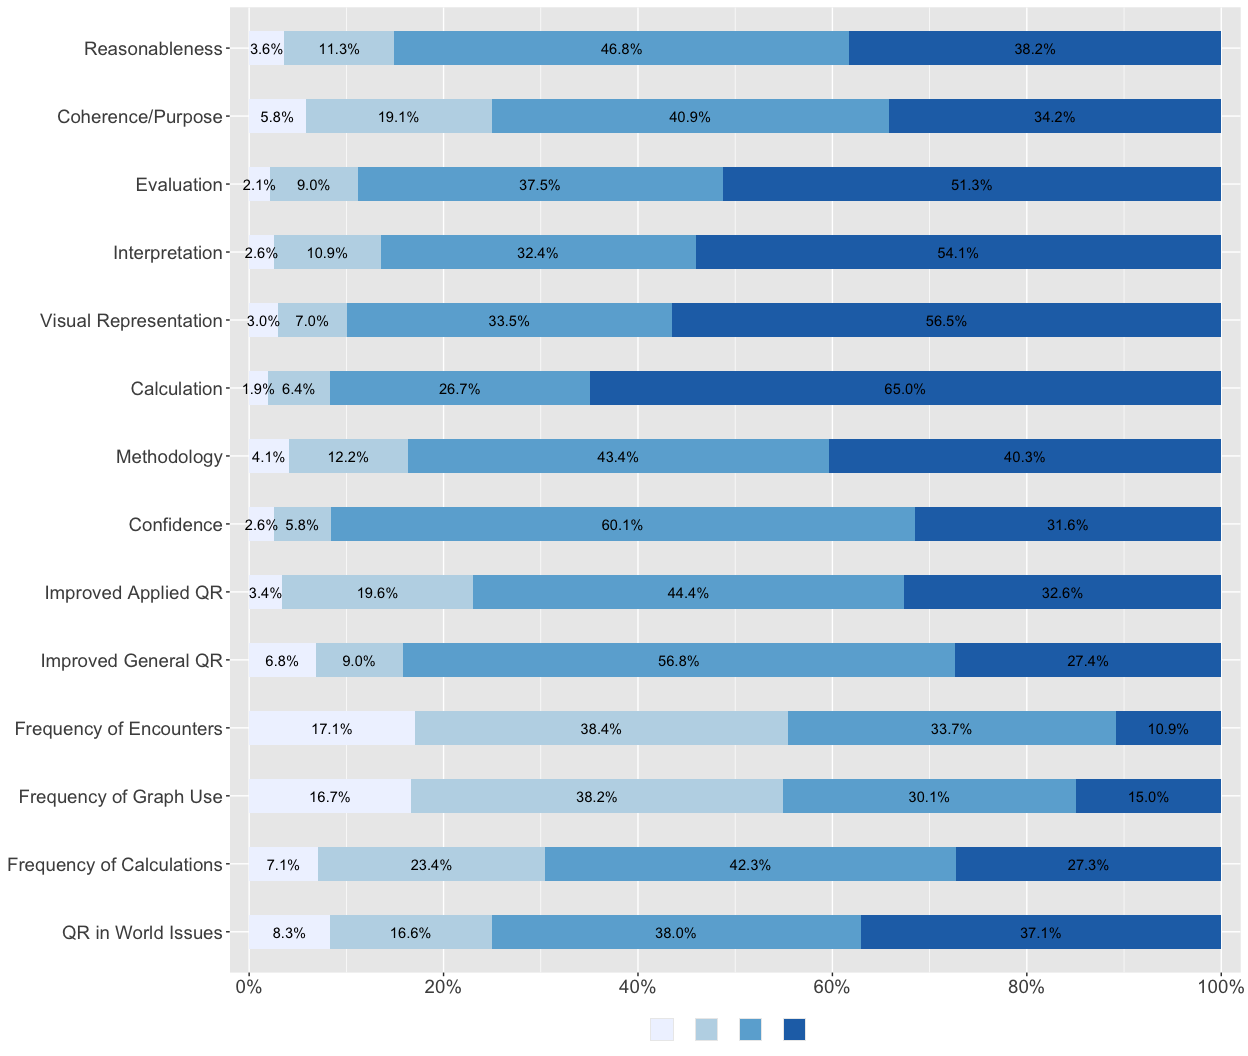 Reasonableness 3.6% 11.3% 46.8% 38.2%
Coherence/Purpose 5.8% 19.1% 40.9% 34.2%
Evaluation 2.1% 9.0% 37.5% 51.3%
Interpretation 2.6% 10.9% 32.4% 54.1%
Visual Representation 3.0% 7.0% 33.5% 56.5%
Calculation 1.9% 6.4% 26.7% 65.0%
Methodology 4.1% 12.2% 43.4% 40.3%
Confidence 2.6% 5.8% 60.1% 31.6%
Improved Applied QR 3.4% 19.6% 44.4% 32.6%
Improved General QR 6.8% 9.0% 56.8% 27.4%
Frequency of Encounters 17.1% 38.4% 33.7% 10.9%
Frequency of Graph Use 16.7% 38.2% 30.1% 15.0%
Frequency of Calculations 7.1% 23.4% 42.3% 27.3%
QR in World Issues 8.3% 16.6% 38.0% 37.1%
0% 20% 40% 60% 80% 100%